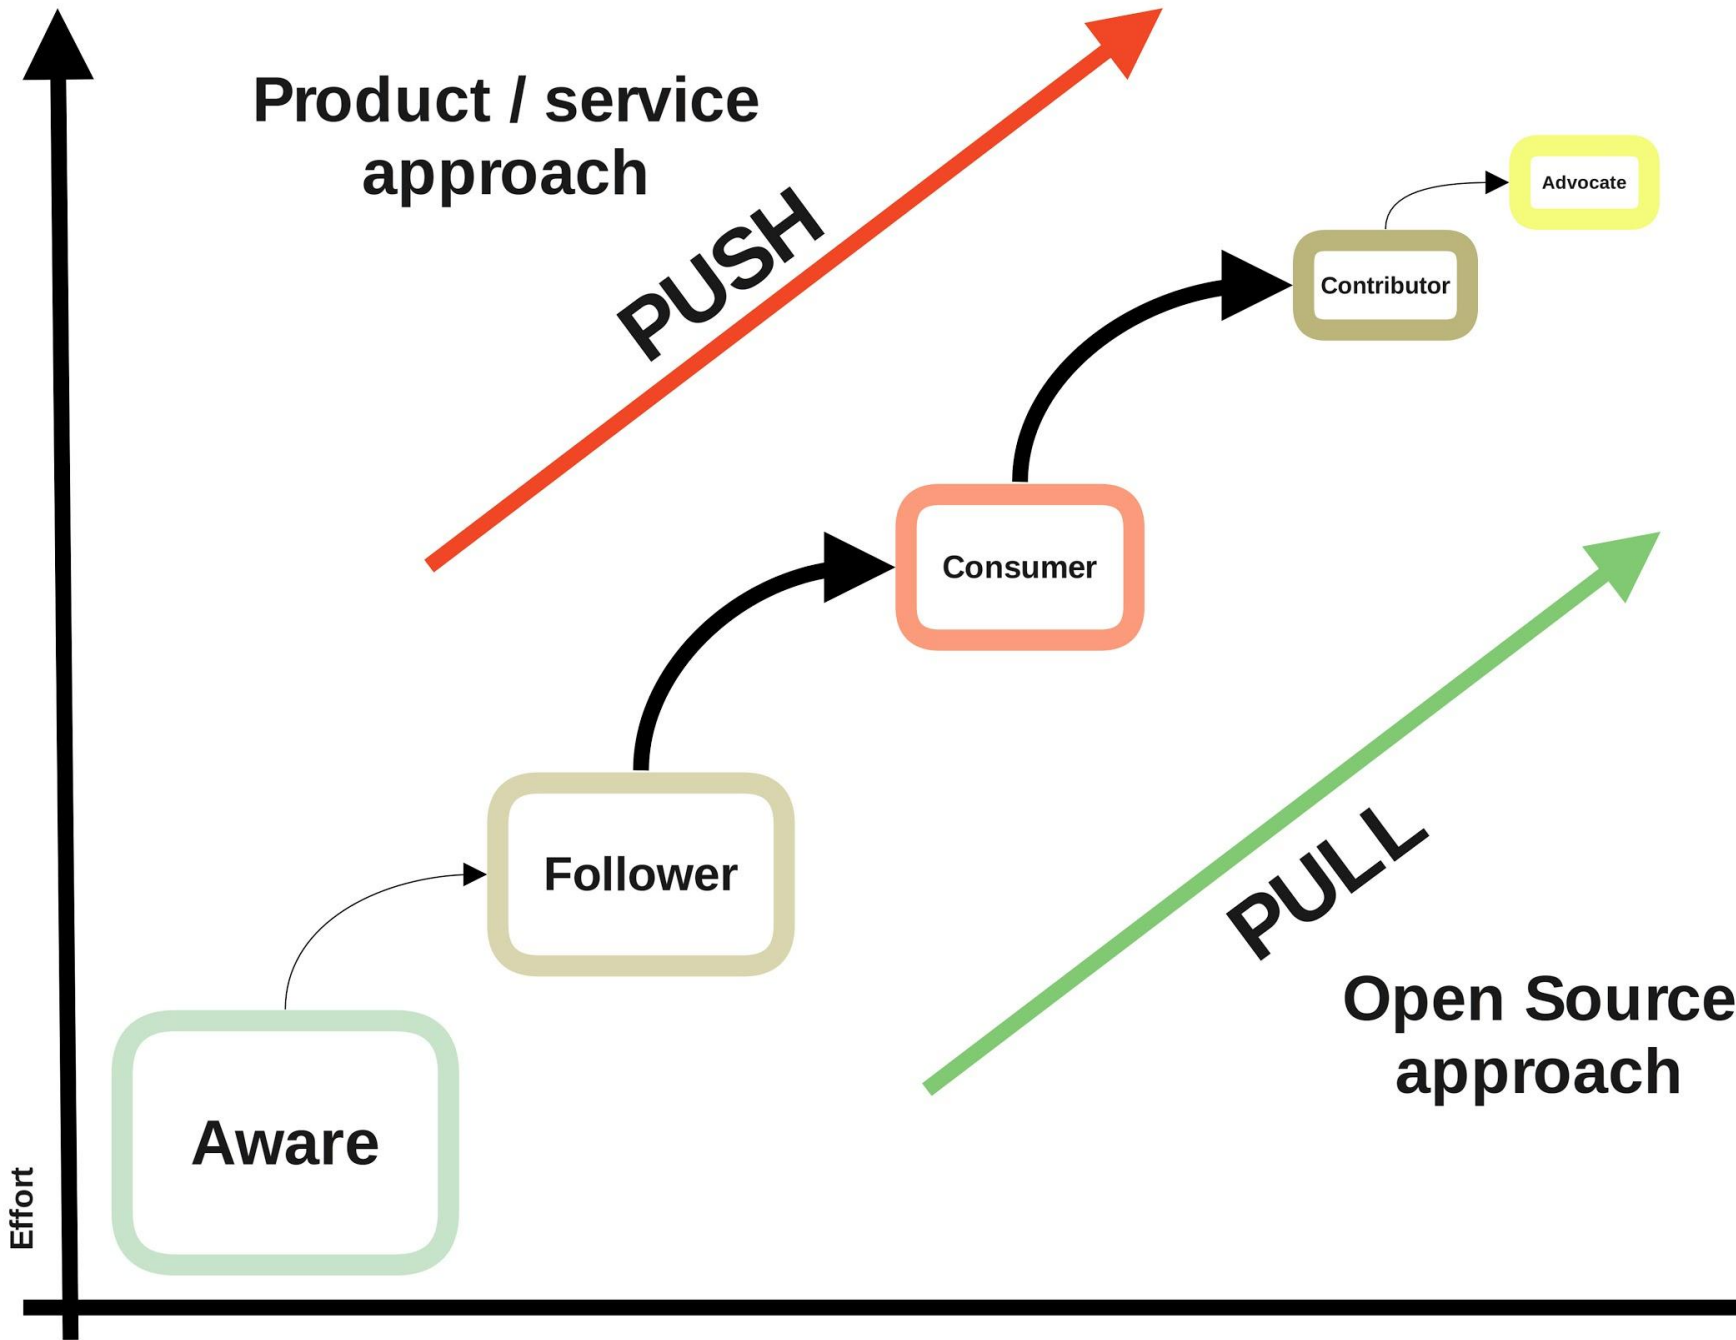 Product / service
approach
PUSH
Advocate
Contributor
Consumer
Follower
PULL
Open Source
approach
Aware
Effort